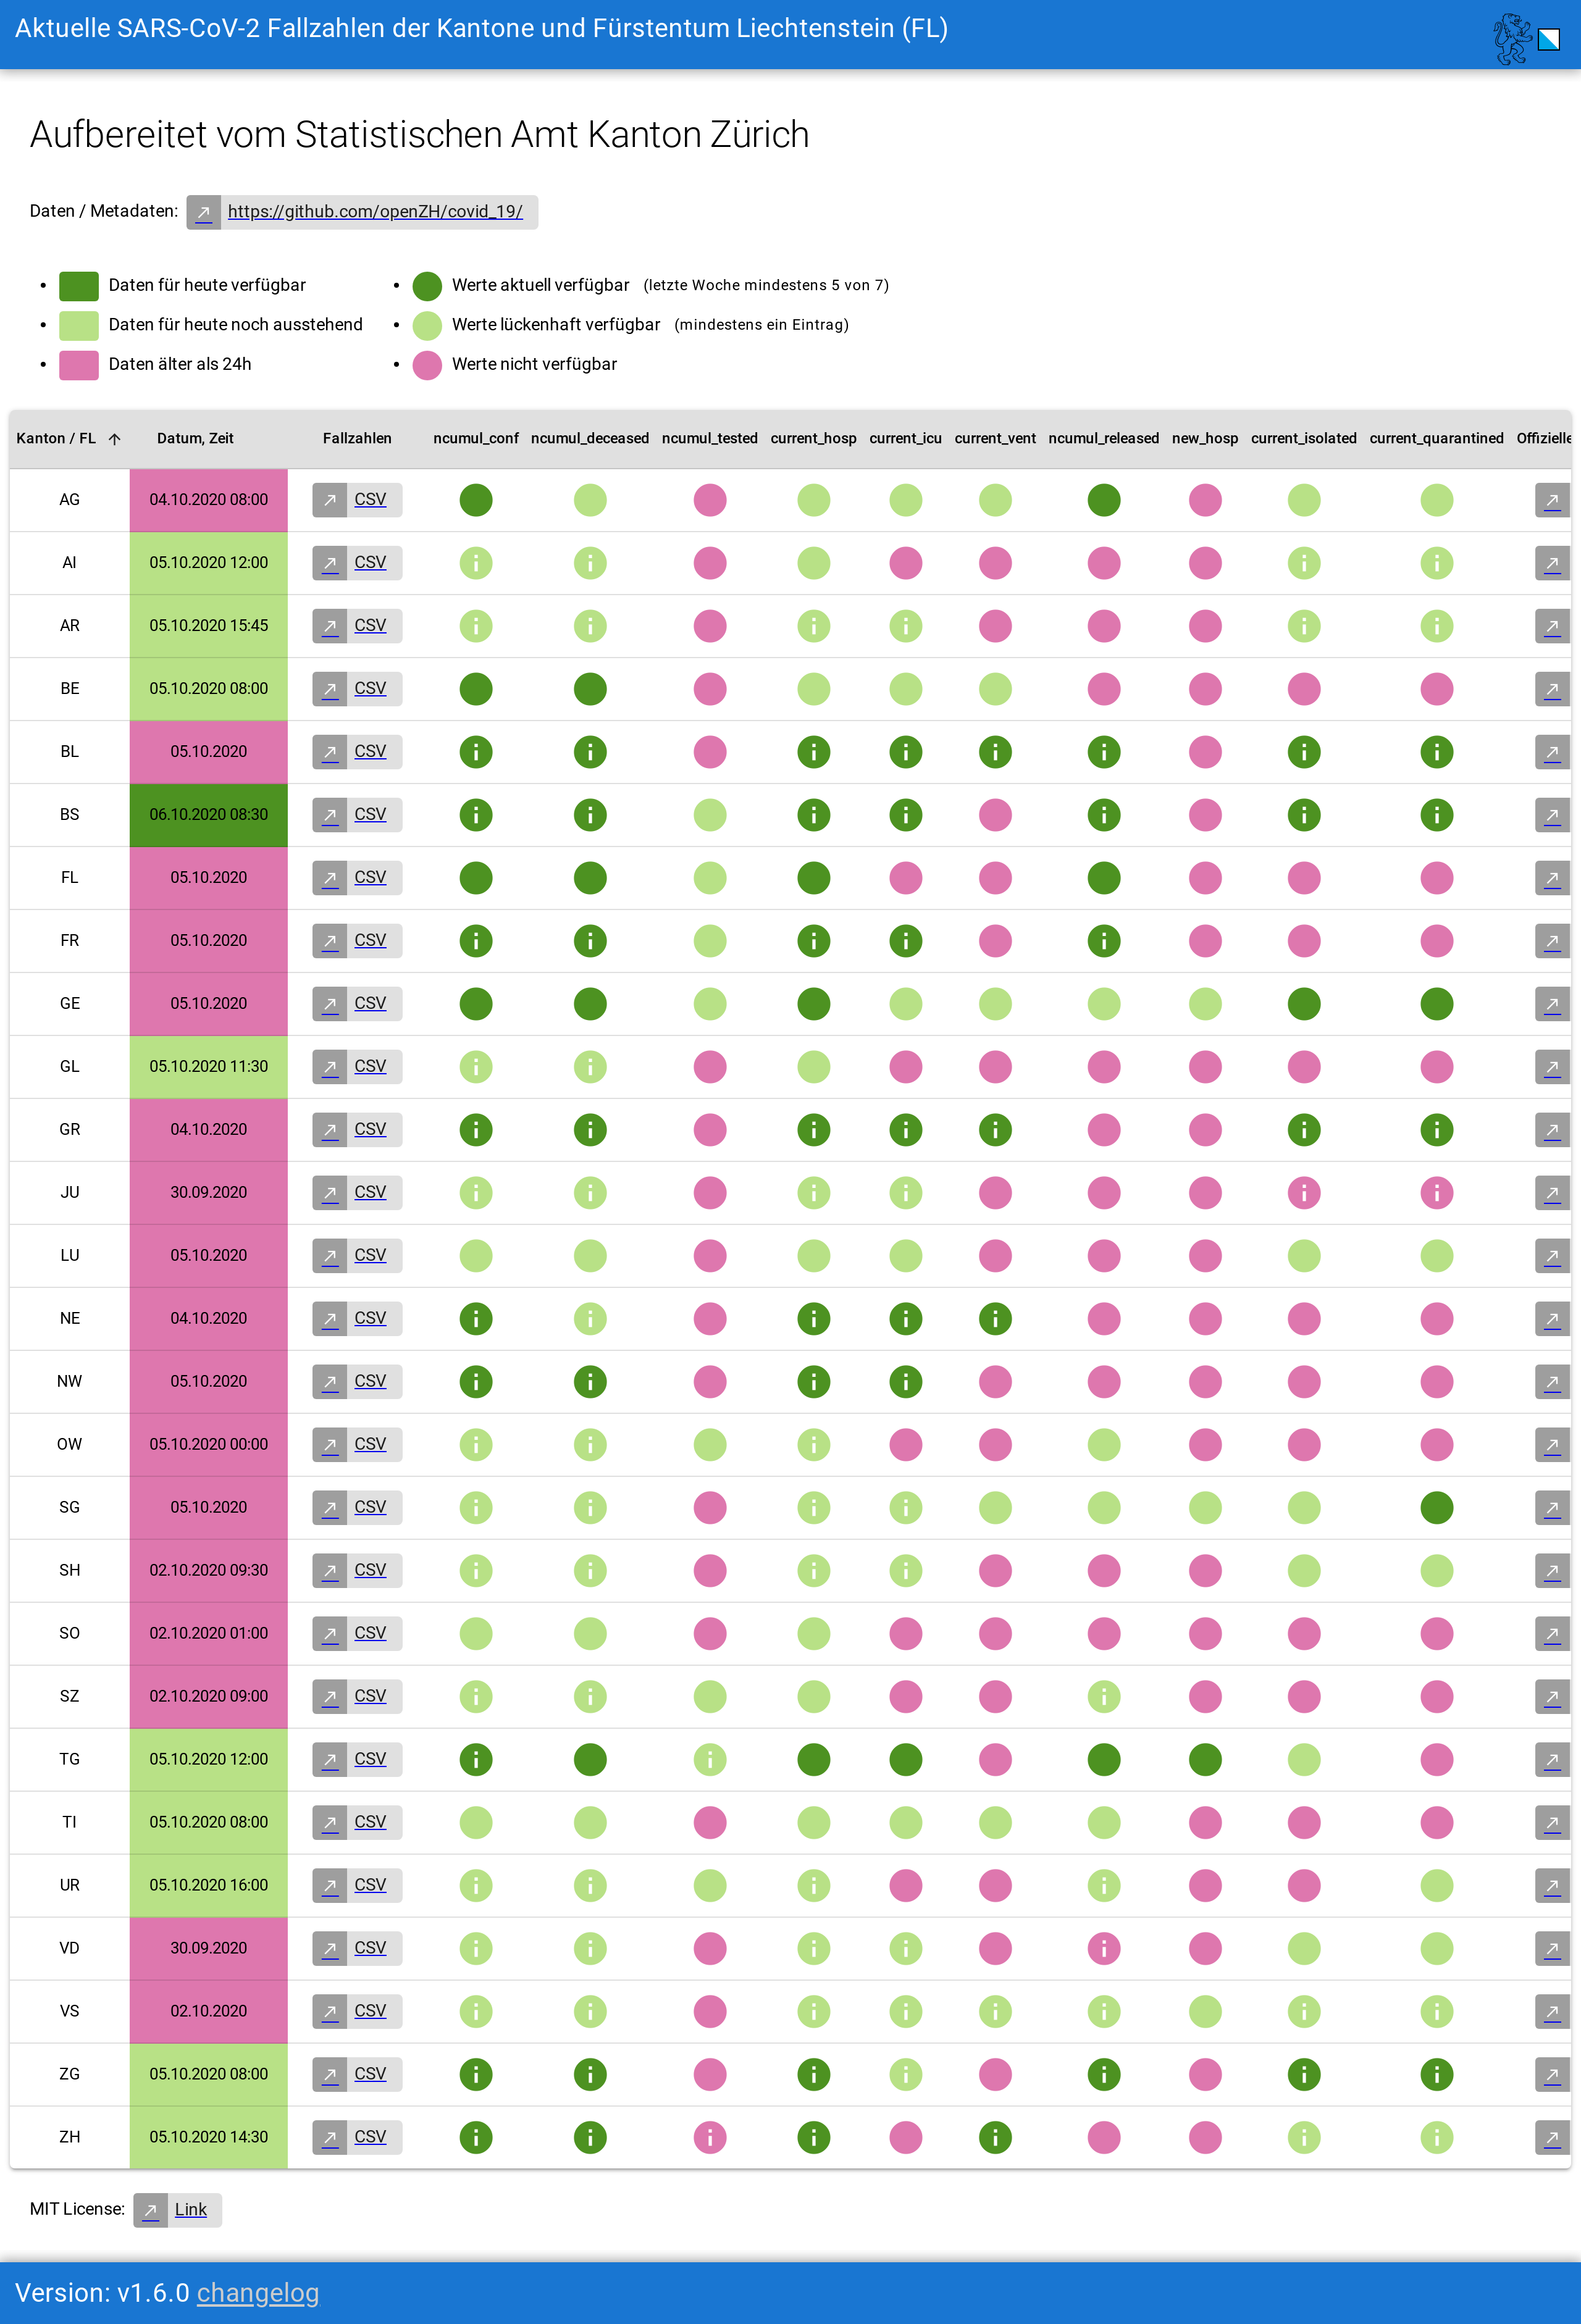 Aktuelle SARS-CoV-2 Fallzahlen der Kantone und Fürstentum Liechtenstein (FL)
Aufbereitet vom Statistischen Amt Kanton Zürich
Daten / Metadaten: https://github.com/openZH/covid_19/
Daten für heute verfügbar
Daten für heute noch ausstehend
Daten älter als 24h
Werte aktuell verfügbar (letzte Woche mindestens 5 von 7)
Werte lückenhaft verfügbar (mindestens ein Eintrag)
Werte nicht verfügbar
Kanton / FL Datum, Zeit Fallzahlen ncumul_conf ncumul_deceased ncumul_tested current_hosp current_icu current_vent ncumul_released new_hosp current_isolated current_quarantined Offizielle
AG 04.10.2020 08:00 CSV
AI 05.10.2020 12:00 CSV
AR 05.10.2020 15:45 CSV
BE 05.10.2020 08:00 CSV
BL 05.10.2020 CSV
BS 06.10.2020 08:30 CSV
FL 05.10.2020 CSV
FR 05.10.2020 CSV
GE 05.10.2020 CSV
GL 05.10.2020 11:30 CSV
GR 04.10.2020 CSV
JU 30.09.2020 CSV
LU 05.10.2020 CSV
NE 04.10.2020 CSV
NW 05.10.2020 CSV
OW 05.10.2020 00:00 CSV
SG 05.10.2020 CSV
SH 02.10.2020 09:30 CSV
SO 02.10.2020 01:00 CSV
SZ 02.10.2020 09:00 CSV
TG 05.10.2020 12:00 CSV
TI 05.10.2020 08:00 CSV
UR 05.10.2020 16:00 CSV
VD 30.09.2020 CSV
VS 02.10.2020 CSV
ZG 05.10.2020 08:00 CSV
ZH 05.10.2020 14:30 CSV
MIT License: Link
Version: v1.6.0 changelog